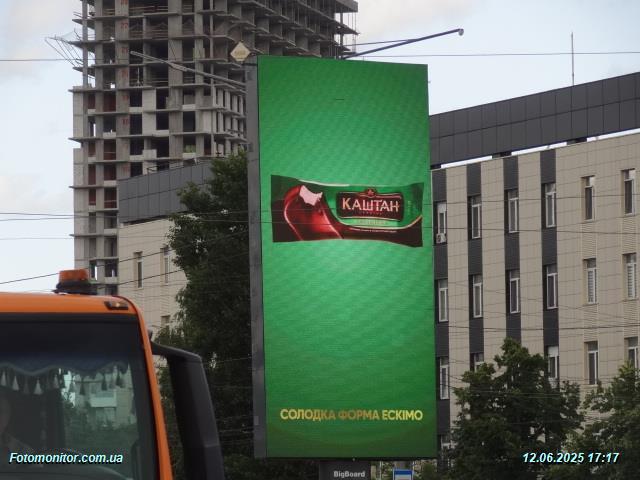 КАШТАН
СОЛОДКА ФОРМА ЕСКІМО
BigBoard
Fotomonitor.com.ua
12.06.2025 17:17